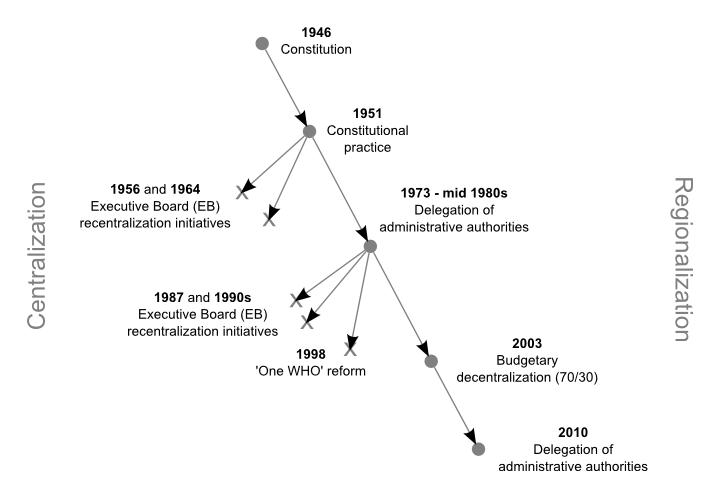 1946
Constitution
1951
Constitutional
practice
1956 and 1964
Executive Board (EB)
recentralization initiatives
1973 - mid 1980s
Delegation of
administrative authorities
Centralization
Regionalization
1987 and 1990s
Executive Board (EB)
recentralization initiatives
1998
'One WHO' reform
2003
Budgetary
decentralization (70/30)
2010
Delegation of
administrative authorities